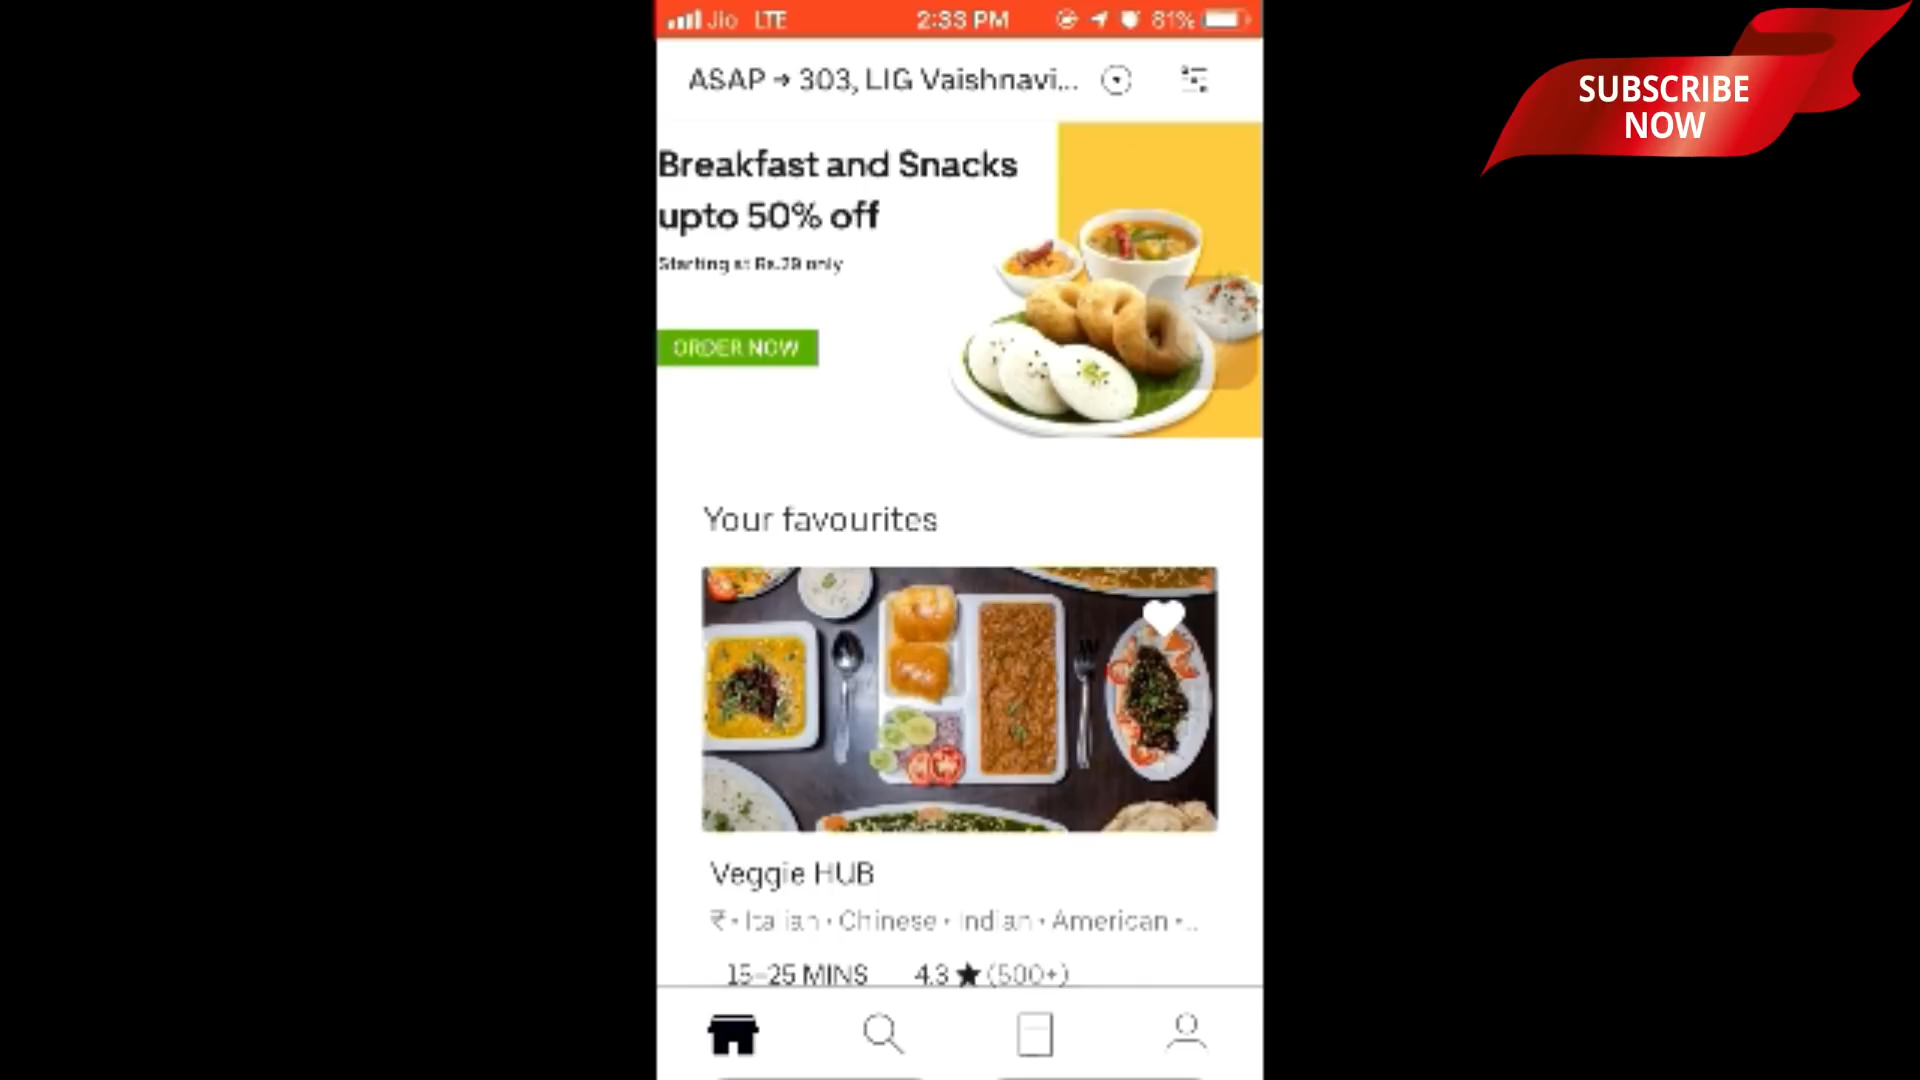 Jio LTE 2:33 PM 81%
SUBSCRIBE
NOW
ASAP → 303, LIG Vaishnavi...
Breakfast and Snacks
upto 50% off
Starting at Rs.29 only
ORDER NOW
Your favourites
Veggie HUB
₹ • Italian • Chinese • Indian • American •...
15–25 MINS 4.3 ★ (500+)